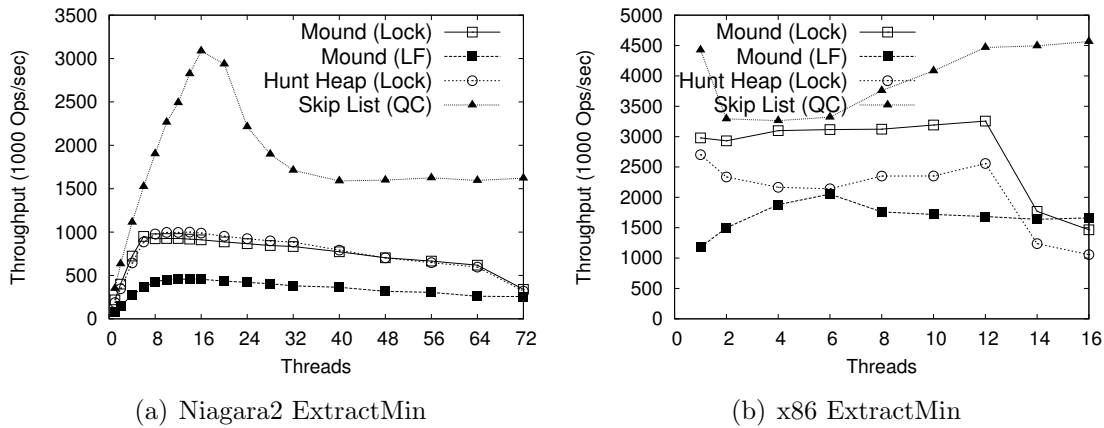 Throughput (1000 Ops/sec)
3500
3000
2500
2000
1500
1000
500
0
Mound (Lock)
Mound (LF)
Hunt Heap (Lock)
Skip List (QC)
0 8 16 24 32 40 48 56 64 72
Threads
(a) Niagara2 ExtractMin
Throughput (1000 Ops/sec)
5000
4500
4000
3500
3000
2500
2000
1500
1000
500
0
Mound (Lock)
Mound (LF)
Hunt Heap (Lock)
Skip List (QC)
0 2 4 6 8 10 12 14 16
Threads
(b) x86 ExtractMin